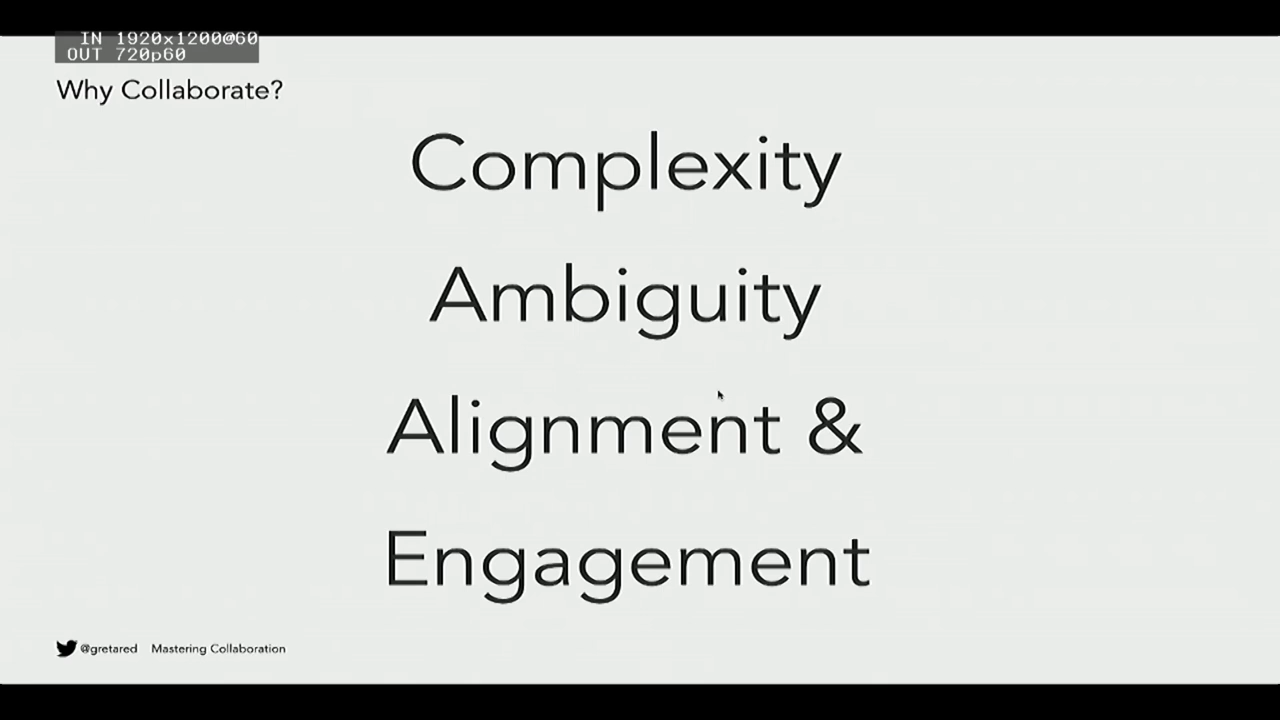 IN 1920x1200@60
OUT 720p60
Why Collaborate?
Complexity
Ambiguity
Alignment &
Engagement
@gretared Mastering Collaboration